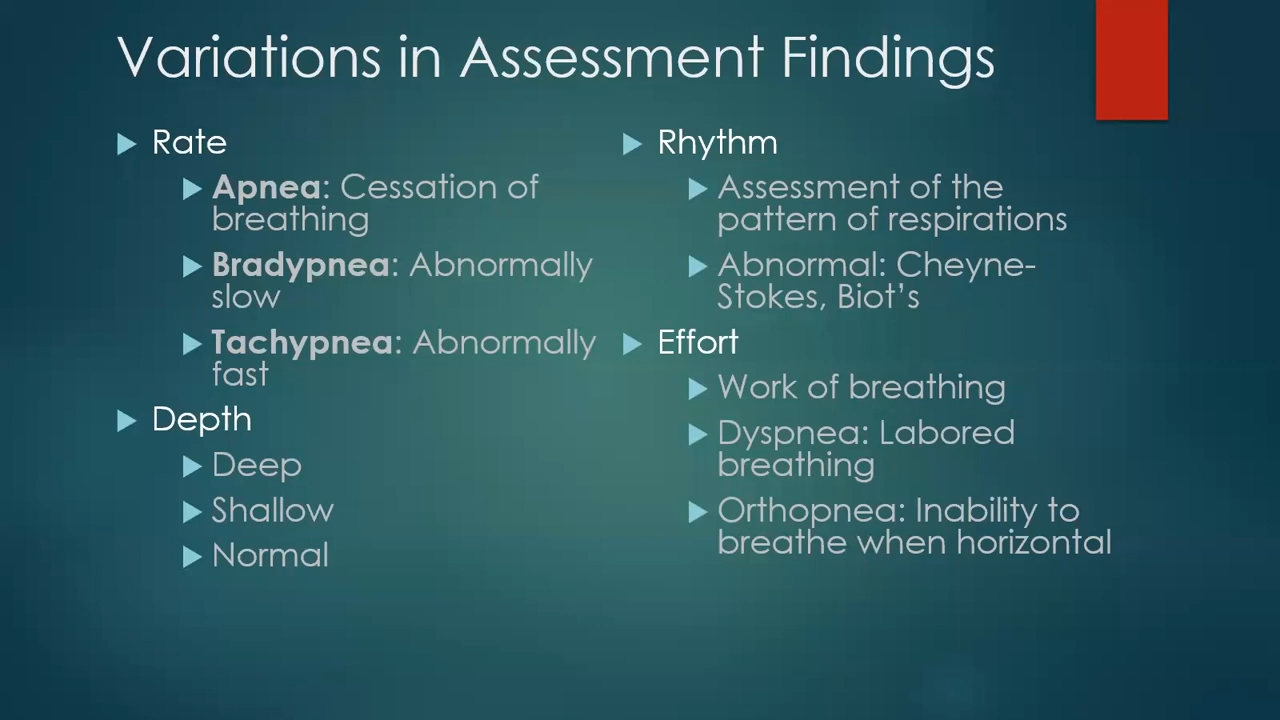 Variations in Assessment Findings
Rate
Apnea: Cessation of
breathing
Bradypnea: Abnormally
slow
Tachypnea: Abnormally
fast
Depth
Deep
Shallow
Normal
Rhythm
Assessment of the
pattern of respirations
Abnormal: Cheyne-
Stokes, Biot’s
Effort
Work of breathing
Dyspnea: Labored
breathing
Orthopnea: Inability to
breathe when horizontal